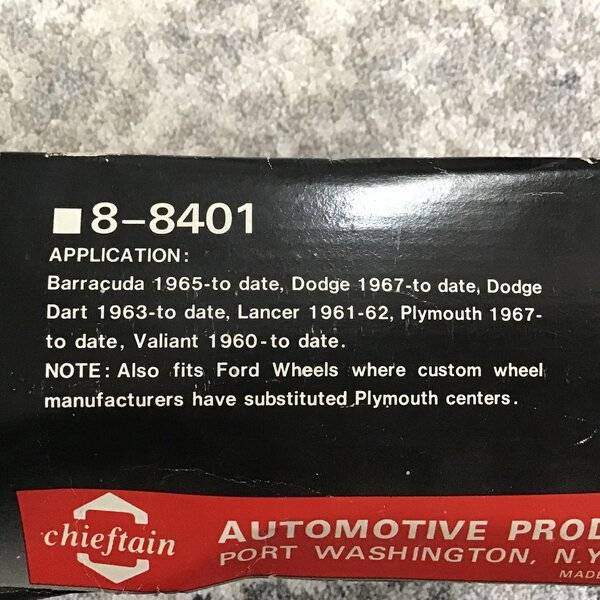 8-8401
APPLICATION:
Barracuda 1965-to date, Dodge 1967-to date, Dodge
Dart 1963-to date, Lancer 1961-62, Plymouth 1967-
to date, Valiant 1960-to date.
NOTE: Also fits Ford Wheels where custom wheel
manufacturers have substituted Plymouth centers.
chieftain
AUTOMOTIVE PROD
PORT WASHINGTON, N.Y
MADE